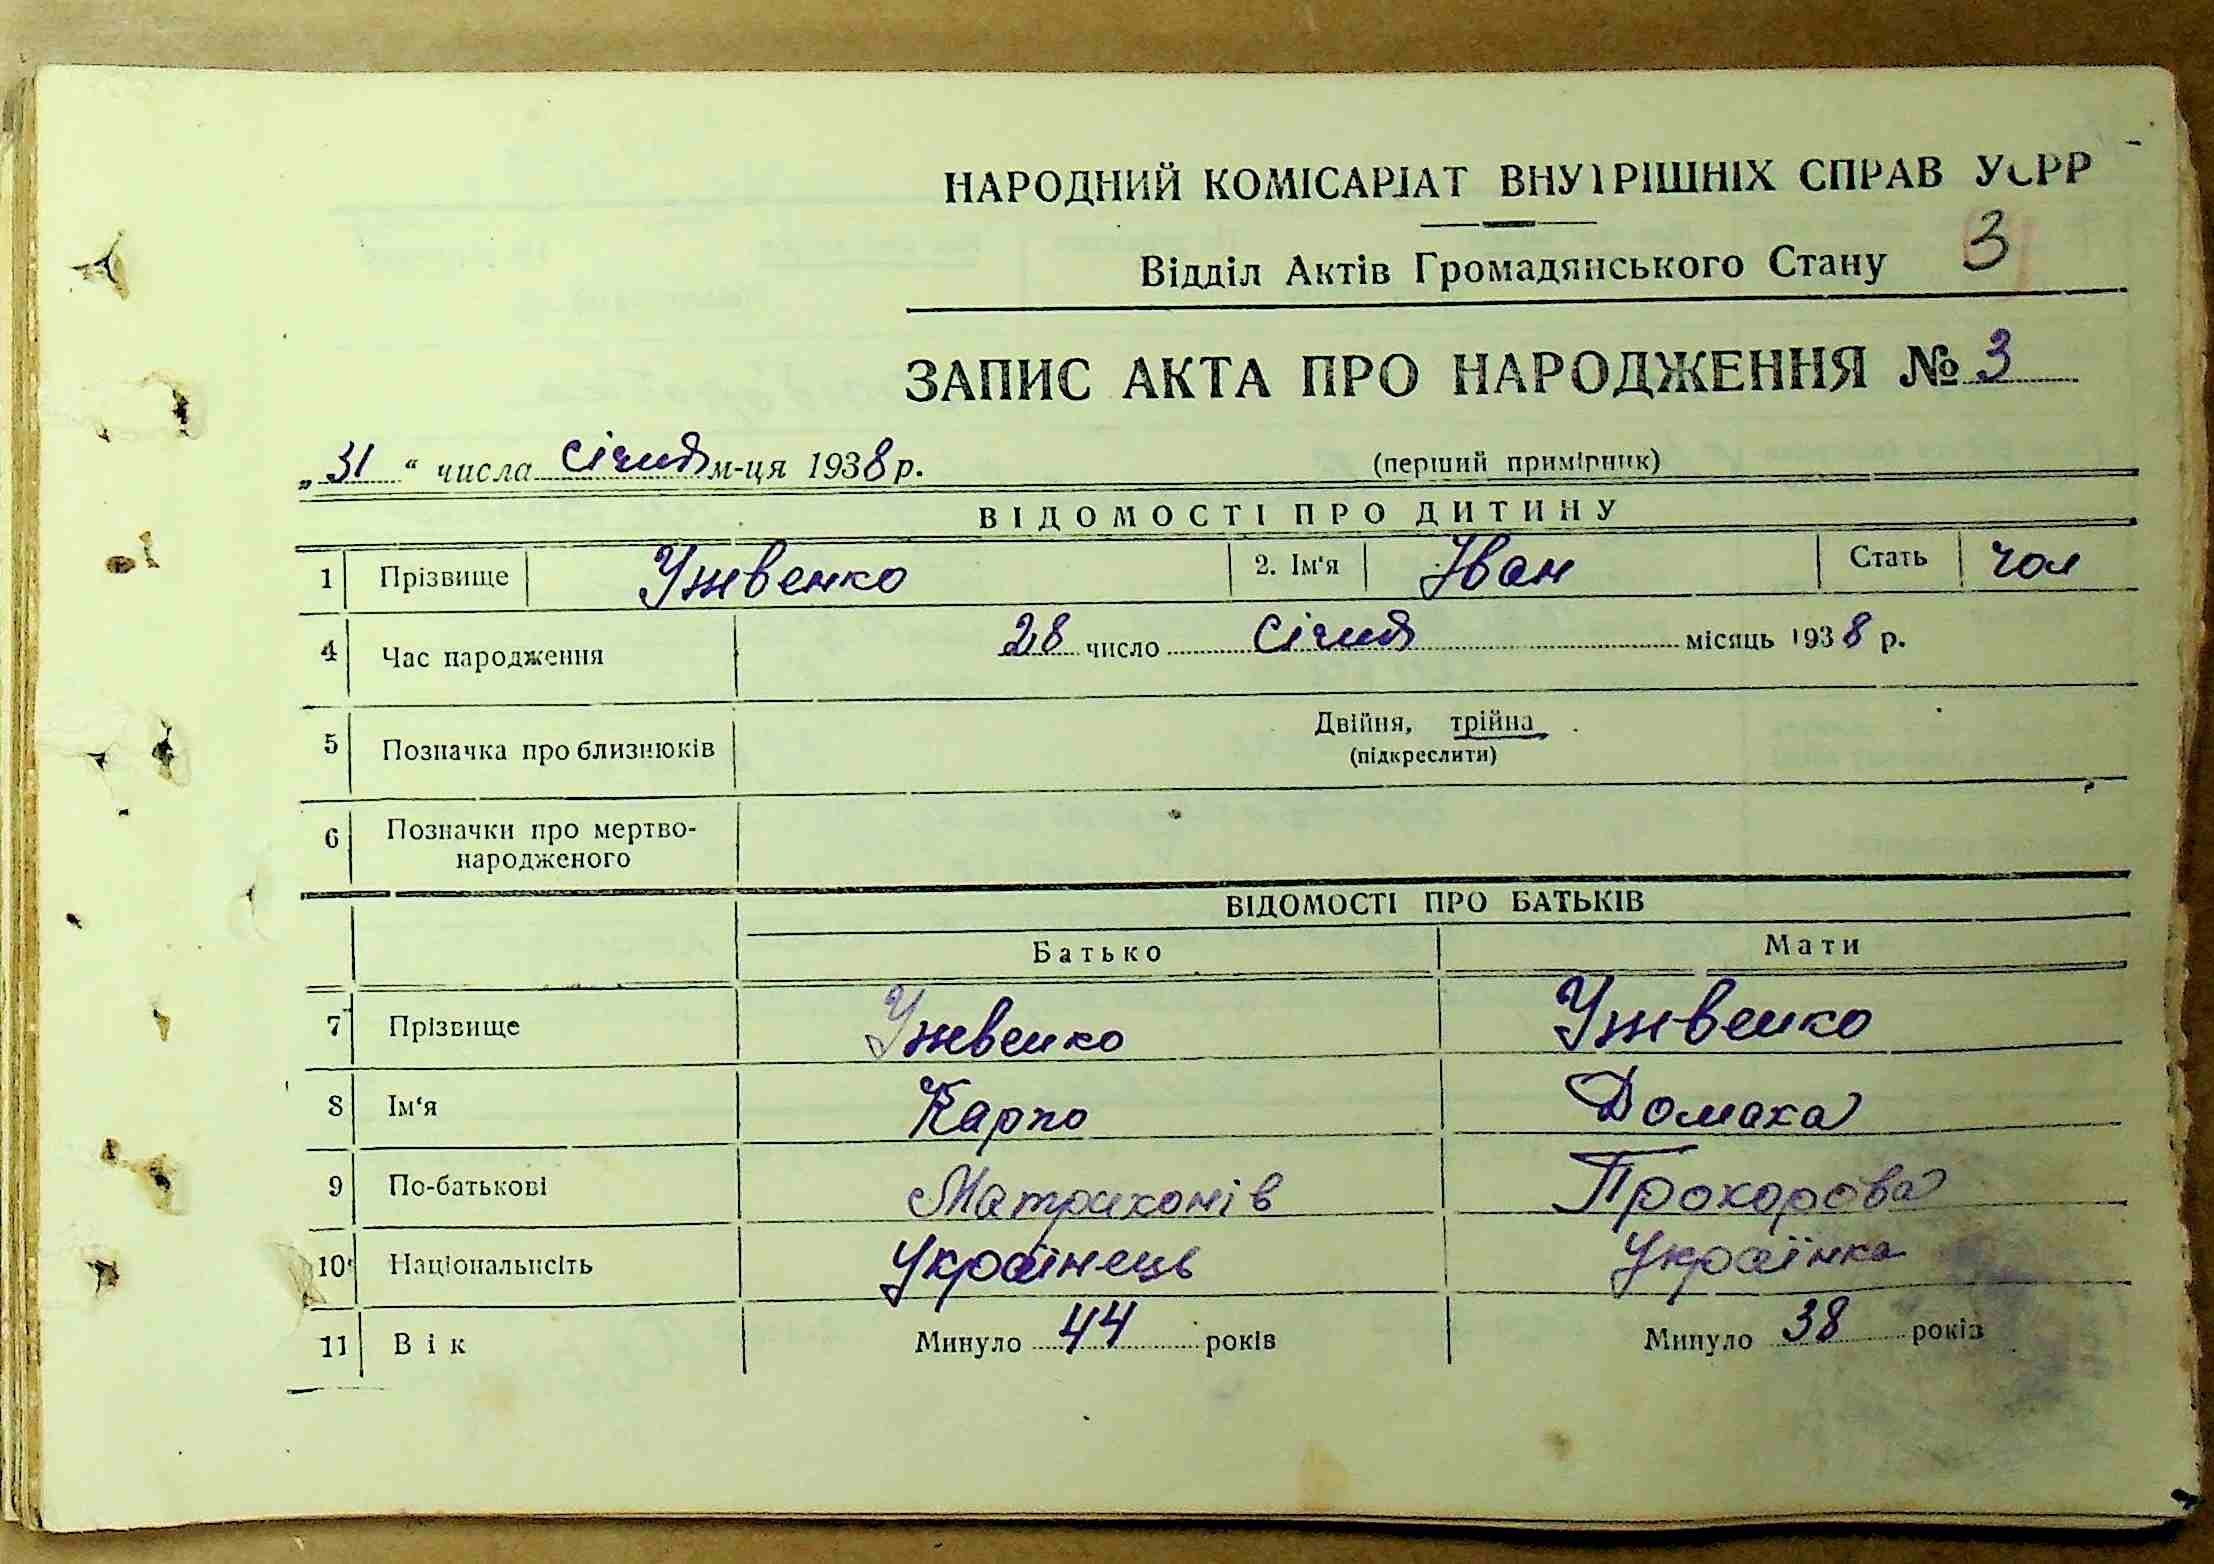 НАРОДНИЙ КОМІСАРІАТ ВНУТРІШНІХ СПРАВ УСРР
Відділ Актів Громадянського Стану 3
ЗАПИС АКТА ПРО НАРОДЖЕННЯ № 3
„31“ числа січня м-ця 1938 р. (перший примірник)
ВІДОМОСТІ ПРО ДИТИНУ
1 Прізвище Ужвенко 2. Ім'я Іван Стать чол
4 Час народження 28 число Січня місяць 1938 р.
5 Позначка про близнюків Двійня, трійна
(підкреслити)
6 Позначки про мертво-
народженого
ВІДОМОСТІ ПРО БАТЬКІВ
Батько Мати
7 Прізвище Ужвенко Ужвенко
8 Ім'я Карпо Домаха
9 По-батькові Матрихонів Прохорова
10 Національність Українець Українка
11 Вік Минуло 44 років Минуло 38 років